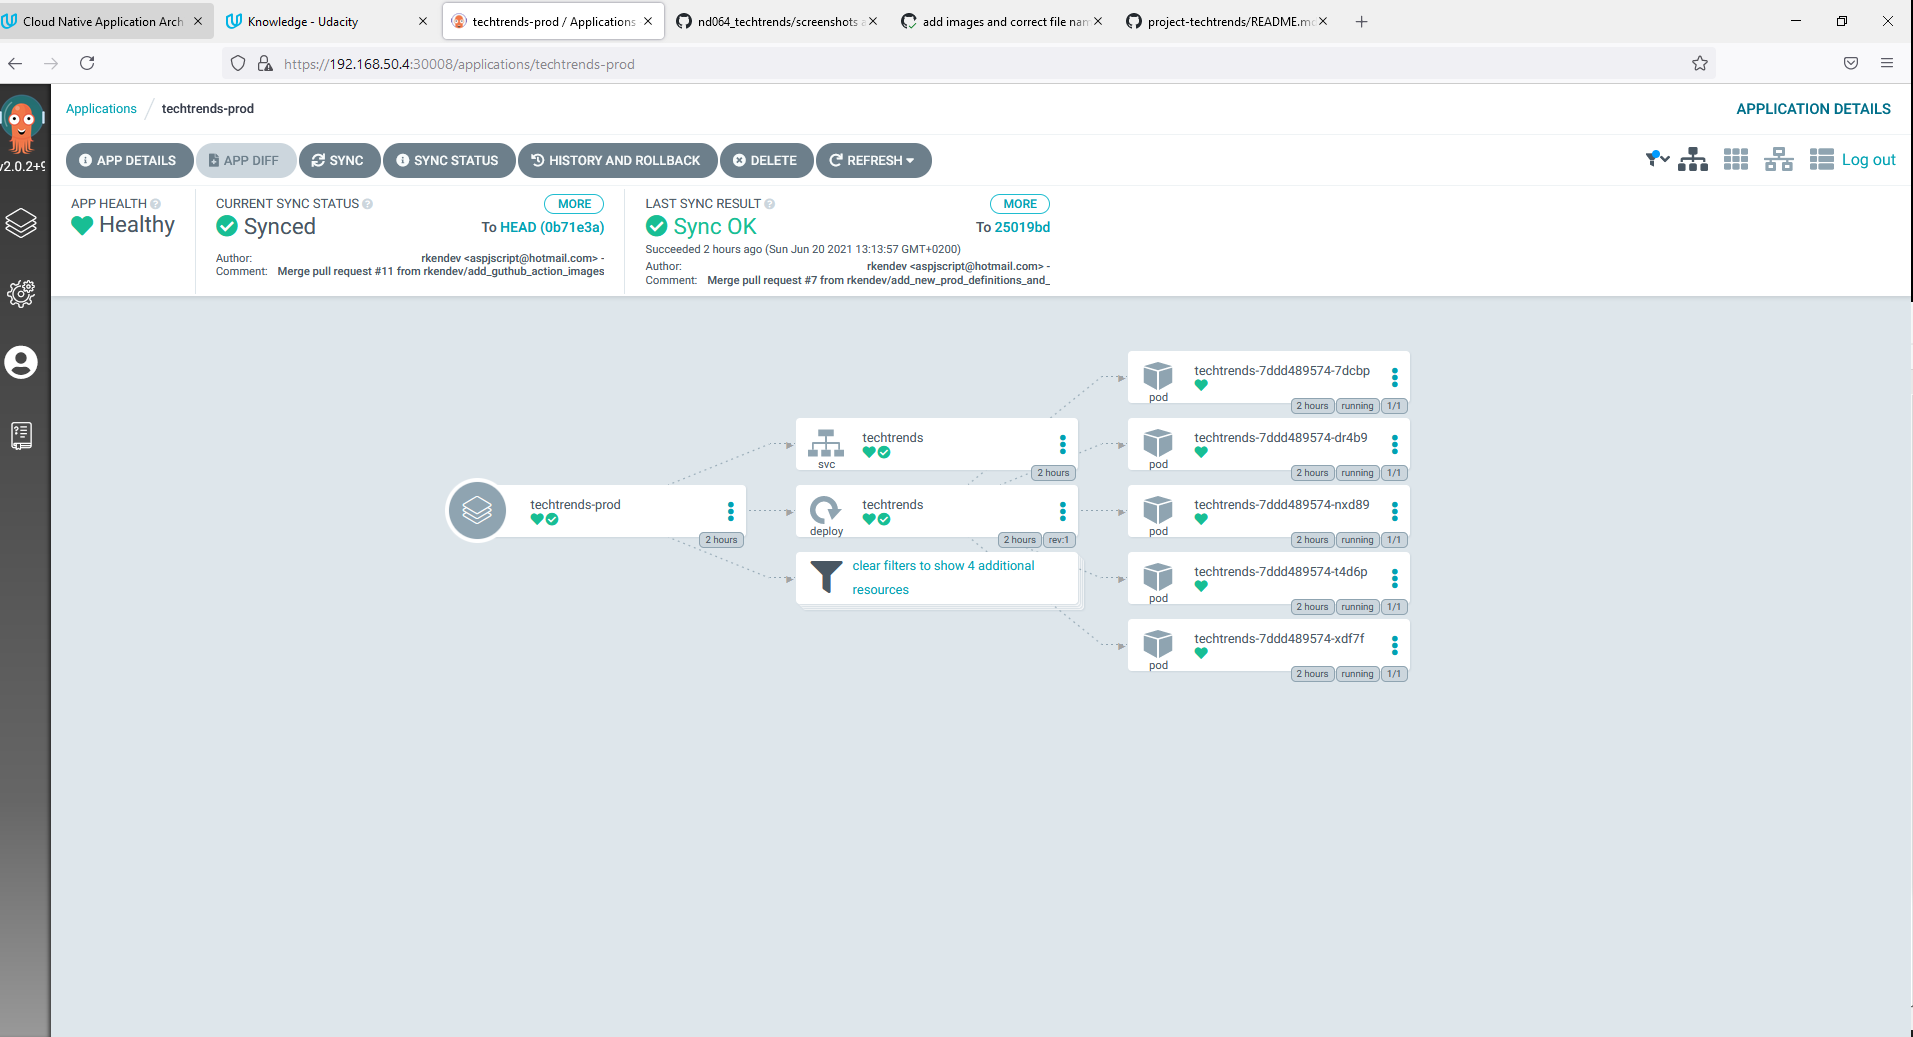 Cloud Native Application Arch
Knowledge - Udacity
techtrends-prod / Applications
nd064_techtrends/screenshots a
add images and correct file nam
project-techtrends/README.md
https://192.168.50.4:30008/applications/techtrends-prod
v2.0.2+9
Applications
techtrends-prod
APPLICATION DETAILS
APP DETAILS
APP DIFF
SYNC
SYNC STATUS
HISTORY AND ROLLBACK
DELETE
REFRESH
Log out
APP HEALTH
Healthy
CURRENT SYNC STATUS
MORE
Synced
To HEAD (0b71e3a)
Author: rkendev <aspjscript@hotmail.com> -
Comment: Merge pull request #11 from rkendev/add_guthub_action_images
LAST SYNC RESULT
MORE
Sync OK
To 25019bd
Succeeded 2 hours ago (Sun Jun 20 2021 13:13:57 GMT+0200)
Author: rkendev <aspjscript@hotmail.com> -
Comment: Merge pull request #7 from rkendev/add_new_prod_definitions_and_
techtrends-prod
2 hours
svc
techtrends
2 hours
deploy
techtrends
2 hours
rev:1
clear filters to show 4 additional
resources
pod
techtrends-7ddd489574-7dcbp
2 hours
running
1/1
pod
techtrends-7ddd489574-dr4b9
2 hours
running
1/1
pod
techtrends-7ddd489574-nxd89
2 hours
running
1/1
pod
techtrends-7ddd489574-t4d6p
2 hours
running
1/1
pod
techtrends-7ddd489574-xdf7f
2 hours
running
1/1